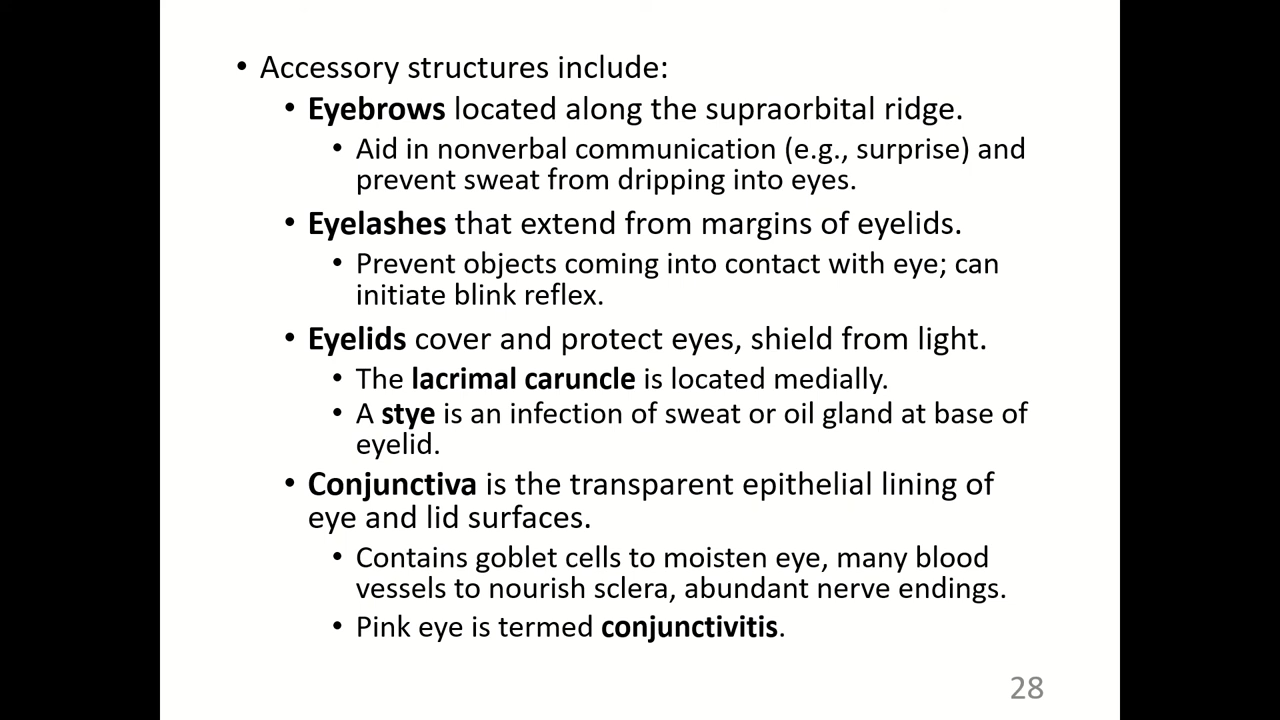 • Accessory structures include:
• Eyebrows located along the supraorbital ridge.
• Aid in nonverbal communication (e.g., surprise) and
prevent sweat from dripping into eyes.
• Eyelashes that extend from margins of eyelids.
• Prevent objects coming into contact with eye; can
initiate blink reflex.
• Eyelids cover and protect eyes, shield from light.
• The lacrimal caruncle is located medially.
• A stye is an infection of sweat or oil gland at base of
eyelid.
• Conjunctiva is the transparent epithelial lining of
eye and lid surfaces.
• Contains goblet cells to moisten eye, many blood
vessels to nourish sclera, abundant nerve endings.
• Pink eye is termed conjunctivitis.
28